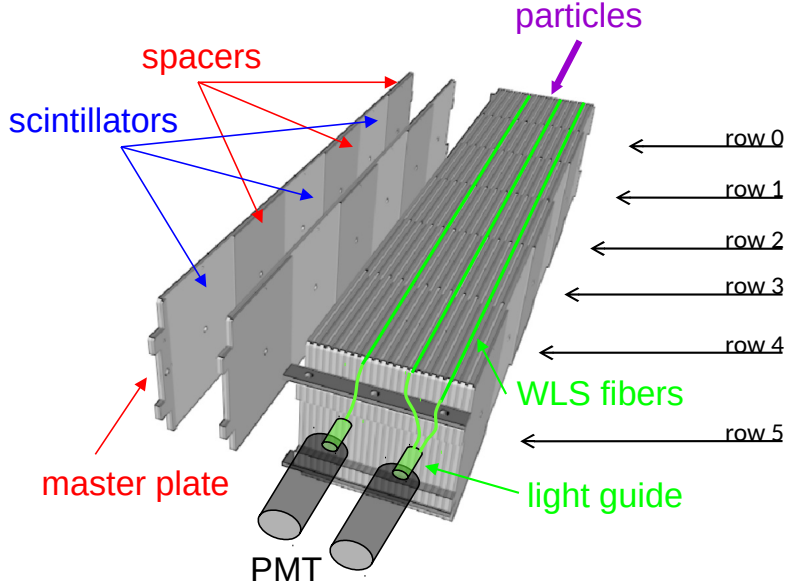 particles
spacers
scintillators
row 0
row 1
row 2
row 3
row 4
WLS fibers
row 5
master plate
light guide
PMT